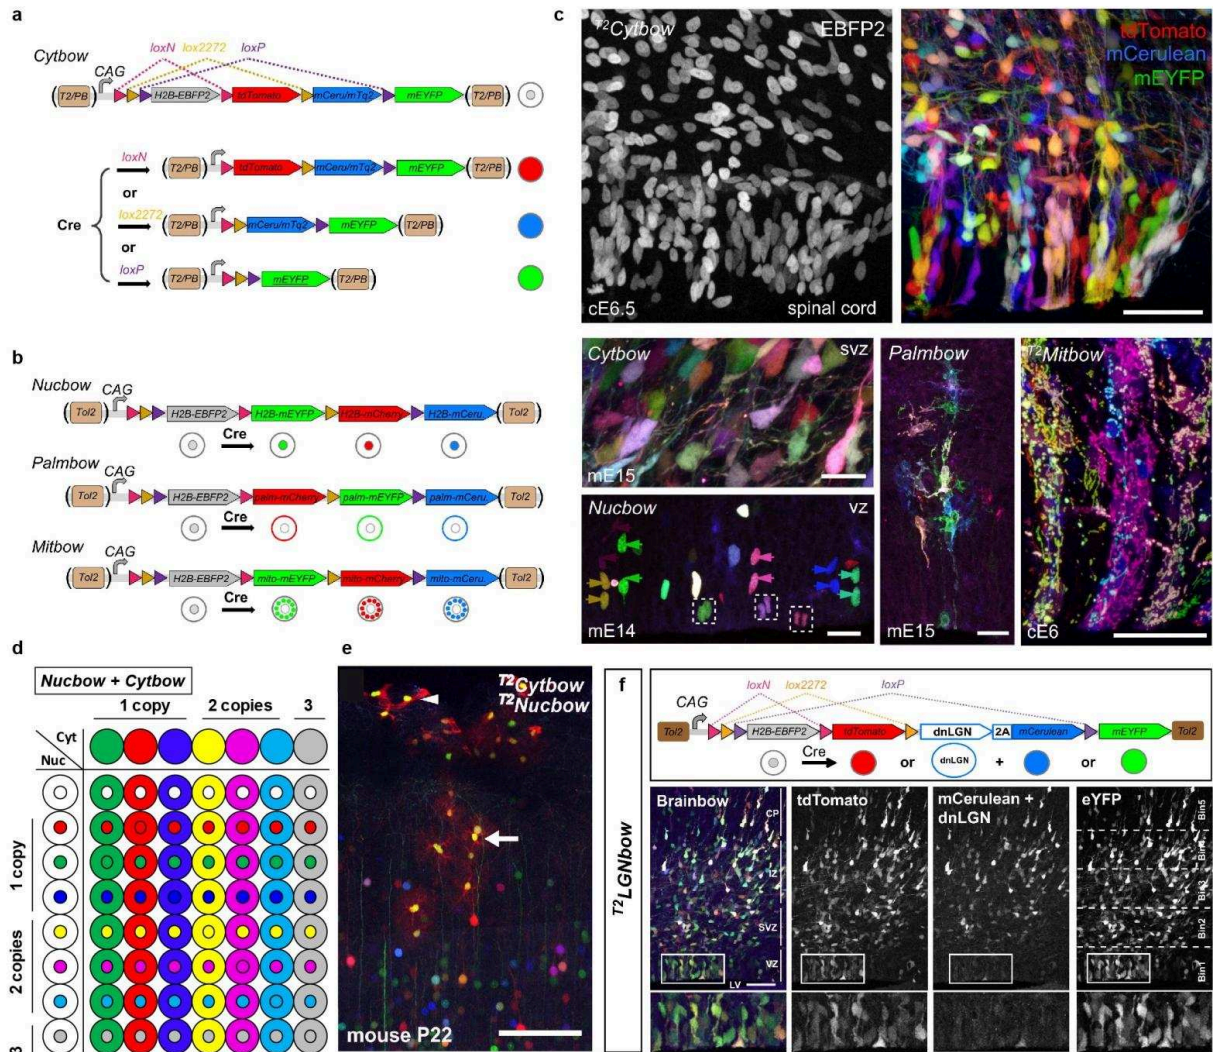 a
Cytbow
loxN lox2272 loxP
CAG
T2/PB H2B-EBFP2 tdTomato mCeru/mTq2 mEYFP T2/PB
Cre
loxN
T2/PB tdTomato mCeru/mTq2 mEYFP T2/PB
or
lox2272
T2/PB mCeru/mTq2 mEYFP T2/PB
or
loxP
T2/PB mEYFP T2/PB
b
Nucbow
CAG
Tol2 H2B-EBFP2 H2B-mEYFP H2B-mCherry H2B-mCeru. Tol2
Cre
Palmbow
CAG
Tol2 H2B-EBFP2 palm-mCherry palm-mEYFP palm-mCeru. Tol2
Cre
Mitbow
CAG
Tol2 H2B-EBFP2 mito-mEYFP mito-mCherry mito-mCeru. Tol2
Cre
c
T2Cytbow EBFP2
cE6.5 spinal cord
tdTomato
mCerulean
mEYFP
Cytbow svz
mE15
Nucbow vz
mE14
Palmbow
mE15
T2Mitbow
cE6
d
Nucbow + Cytbow
1 copy 2 copies 3
Cyt
Nuc
1 copy
2 copies
3
e
T2Cytbow
T2Nucbow
mouse P22
f
T2LGNbow
loxN lox2272 loxP
CAG
Tol2 H2B-EBFP2 tdTomato dnLGN 2A mCerulean mEYFP Tol2
Cre or dnLGN + or
Brainbow
CP
IZ
SVZ
VZ
LV
tdTomato
mCerulean +
dnLGN
eYFP
Bin5
Bin4
Bin3
Bin2
Bin1